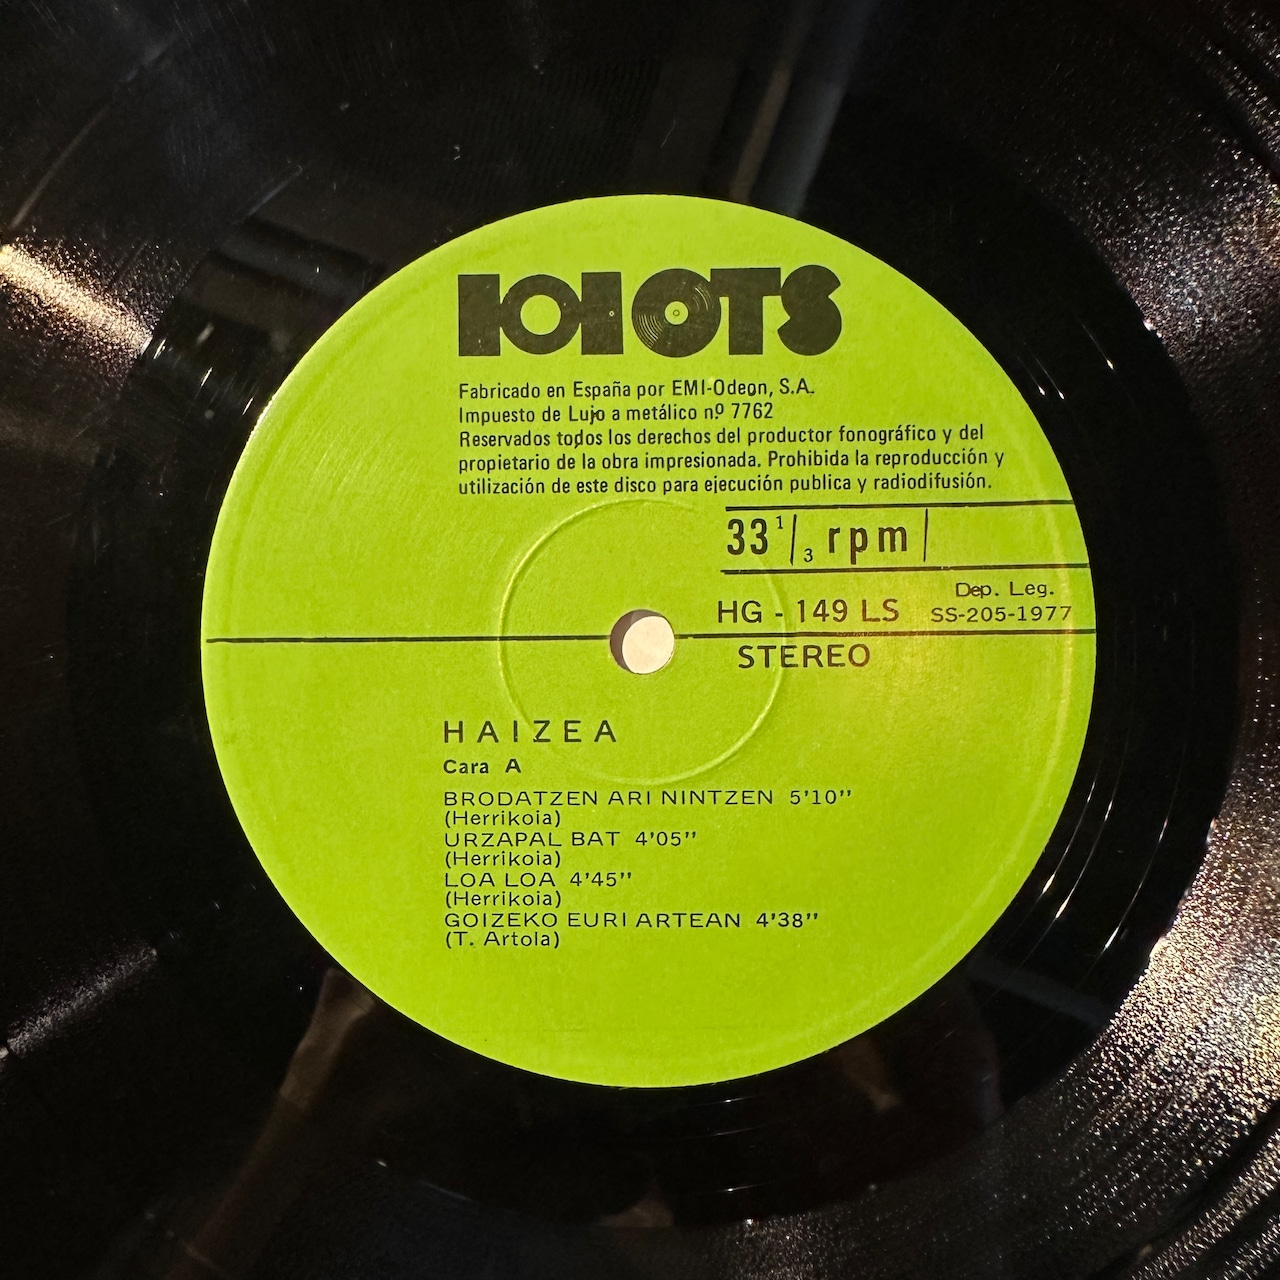 IOIOTS
Fabricado en España por EMI-Odeon, S.A.
Impuesto de Lujo a metálico nº 7762
Reservados todos los derechos del productor fonográfico y del
propietario de la obra impresionada. Prohibida la reproducción y
utilización de este disco para ejecución publica y radiodifusión.
33 1/3 rpm
Dep. Leg.
HG - 149 LS SS-205-1977
STEREO
HAIZEA
Cara A
BRODATZEN ARI NINTZEN 5'10''
(Herrikoia)
URZAPAL BAT 4'05''
(Herrikoia)
LOA LOA 4'45''
(Herrikoia)
GOIZEKO EURI ARTEAN 4'38''
(T. Artola)